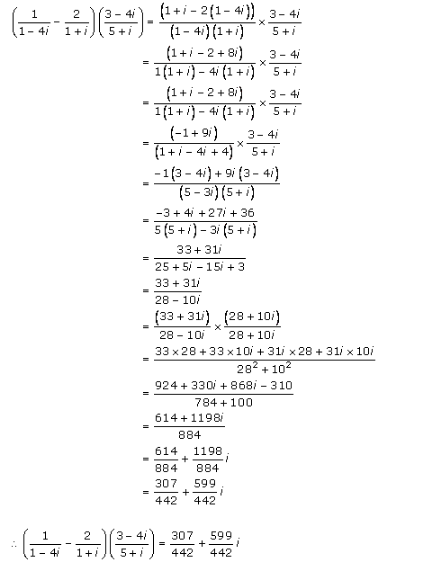 (1/(1−4i) − 2/(1+i))((3−4i)/(5+i)) = ((1+i−2(1−4i))/((1−4i)(1+i))) × (3−4i)/(5+i)
= (1+i−2+8i)/(1(1+i)−4i(1+i)) × (3−4i)/(5+i)
= (1+i−2+8i)/(1(1+i)−4i(1+i)) × (3−4i)/(5+i)
= (−1+9i)/(1+i−4i+4) × (3−4i)/(5+i)
= (−1(3−4i)+9i(3−4i))/((5−3i)(5+i))
= (−3+4i+27i+36)/(5(5+i)−3i(5+i))
= (33+31i)/(25+5i−15i+3)
= (33+31i)/(28−10i)
= (33+31i)/(28−10i) × (28+10i)/(28+10i)
= (33×28+33×10i+31i×28+31i×10i)/(28²+10²)
= (924+330i+868i−310)/(784+100)
= (614+1198i)/884
= 614/884 + 1198/884 i
= 307/442 + 599/442 i
∴ (1/(1−4i) − 2/(1+i))((3−4i)/(5+i)) = 307/442 + 599/442 i